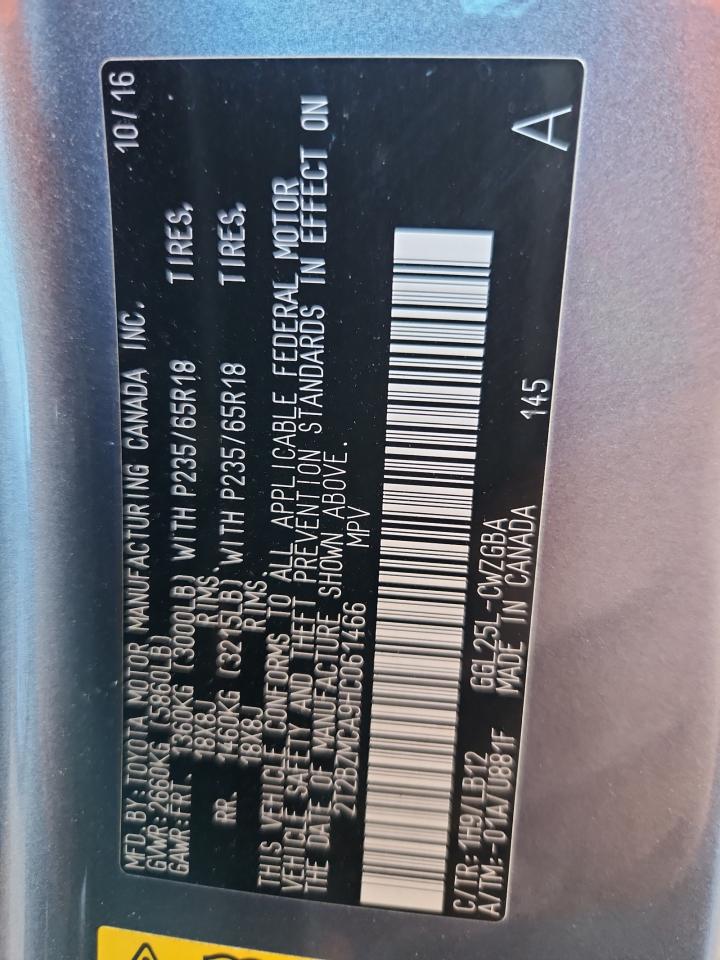 MFD. BY: TOYOTA MOTOR MANUFACTURING CANADA INC. 10/16
GVWR: 2660KG (5860LB)
GAWR: FRT. 1360KG (3000LB) WITH P235/65R18 TIRES,
18X8J RIMS.
RR. 1460KG (3215LB) WITH P235/65R18 TIRES,
18X8J RIMS.
THIS VEHICLE CONFORMS TO ALL APPLICABLE FEDERAL MOTOR
VEHICLE SAFETY AND THEFT PREVENTION STANDARDS IN EFFECT ON
THE DATE OF MANUFACTURE SHOWN ABOVE.
2T2BZMCA9HC061466 MPV
C/TR: 1H9/LB12 GGL25L-CWZGBA 145 A
A/TM: -01A/U881F MADE IN CANADA